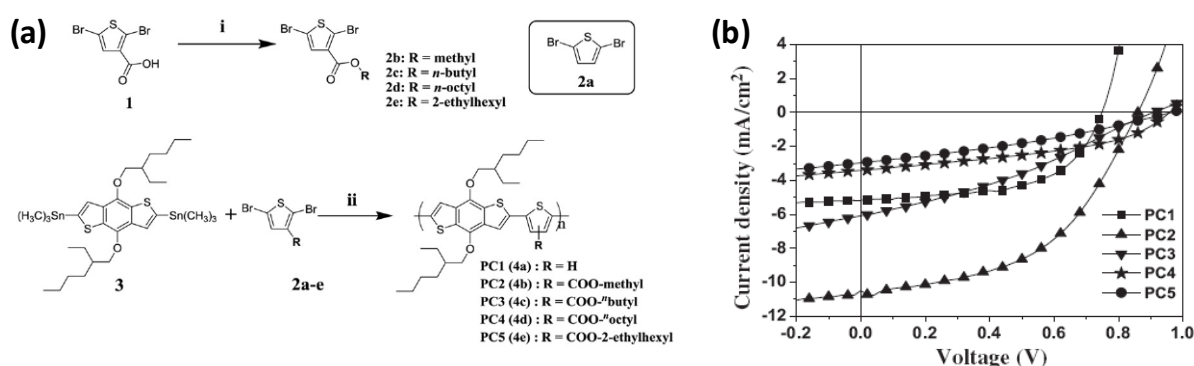 (a)
Br S Br
O OH
1
i
Br S Br
O O R
2b: R = methyl
2c: R = n-butyl
2d: R = n-octyl
2e: R = 2-ethylhexyl
Br S Br
2a
(H₃C)₃Sn S O O S Sn(CH₃)₃
3
+
Br S Br
R
2a-e
ii
S O O S S R n
PC1 (4a) : R = H
PC2 (4b) : R = COO-methyl
PC3 (4c) : R = COO-ⁿbutyl
PC4 (4d) : R = COO-ⁿoctyl
PC5 (4e) : R = COO-2-ethylhexyl
(b)
Current density (mA/cm²)
4
2
0
-2
-4
-6
-8
-10
-12
-0.2 0.0 0.2 0.4 0.6 0.8 1.0
Voltage (V)
PC1
PC2
PC3
PC4
PC5